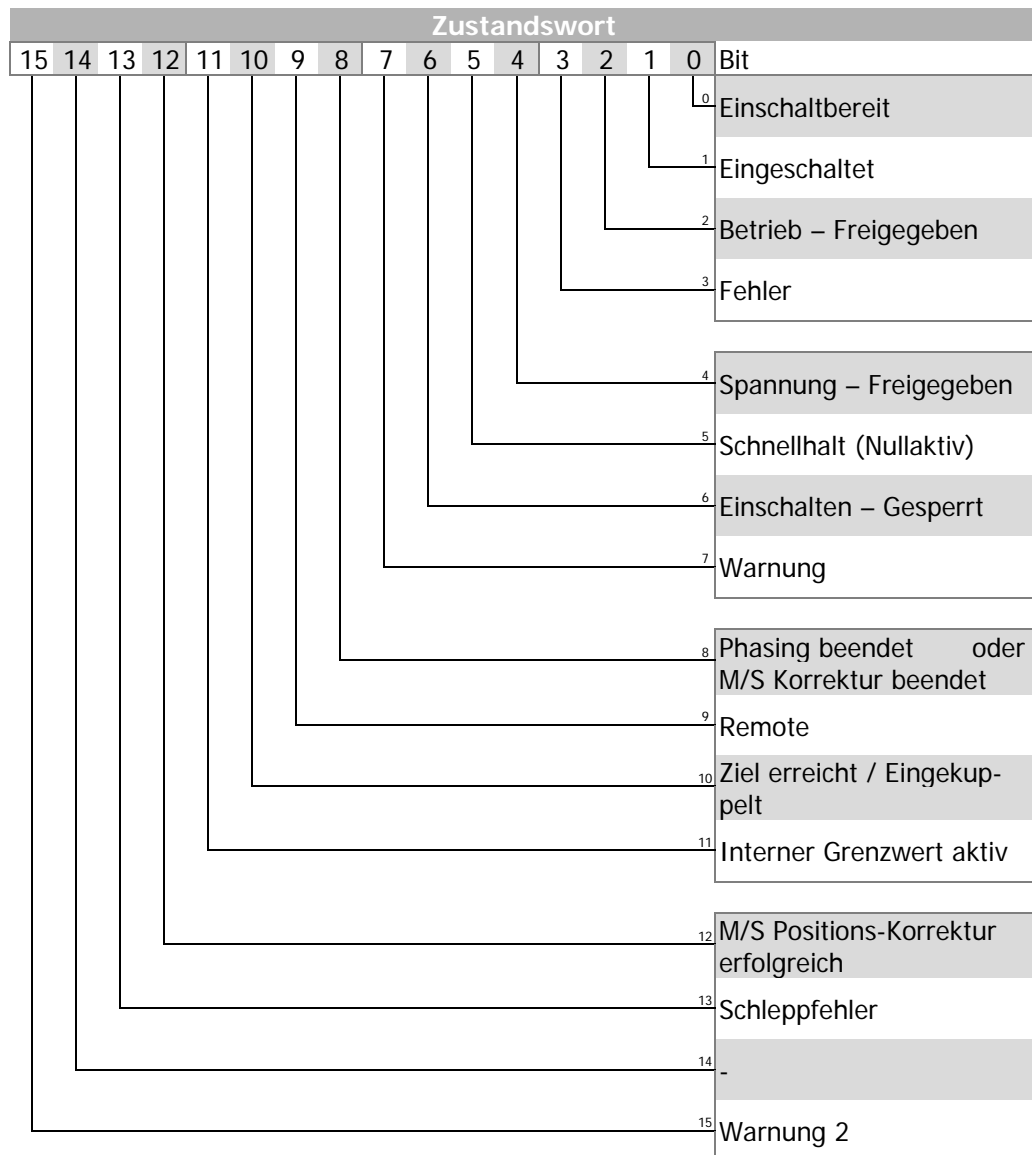 Zustandswort
15 14 13 12 11 10 9 8 7 6 5 4 3 2 1 0 Bit
0 Einschaltbereit
1 Eingeschaltet
2 Betrieb – Freigegeben
3 Fehler
4 Spannung – Freigegeben
5 Schnellhalt (Nullaktiv)
6 Einschalten – Gesperrt
7 Warnung
8 Phasing beendet oder
M/S Korrektur beendet
9 Remote
10 Ziel erreicht / Eingekup-
pelt
11 Interner Grenzwert aktiv
12 M/S Positions-Korrektur
erfolgreich
13 Schleppfehler
14 -
15 Warnung 2